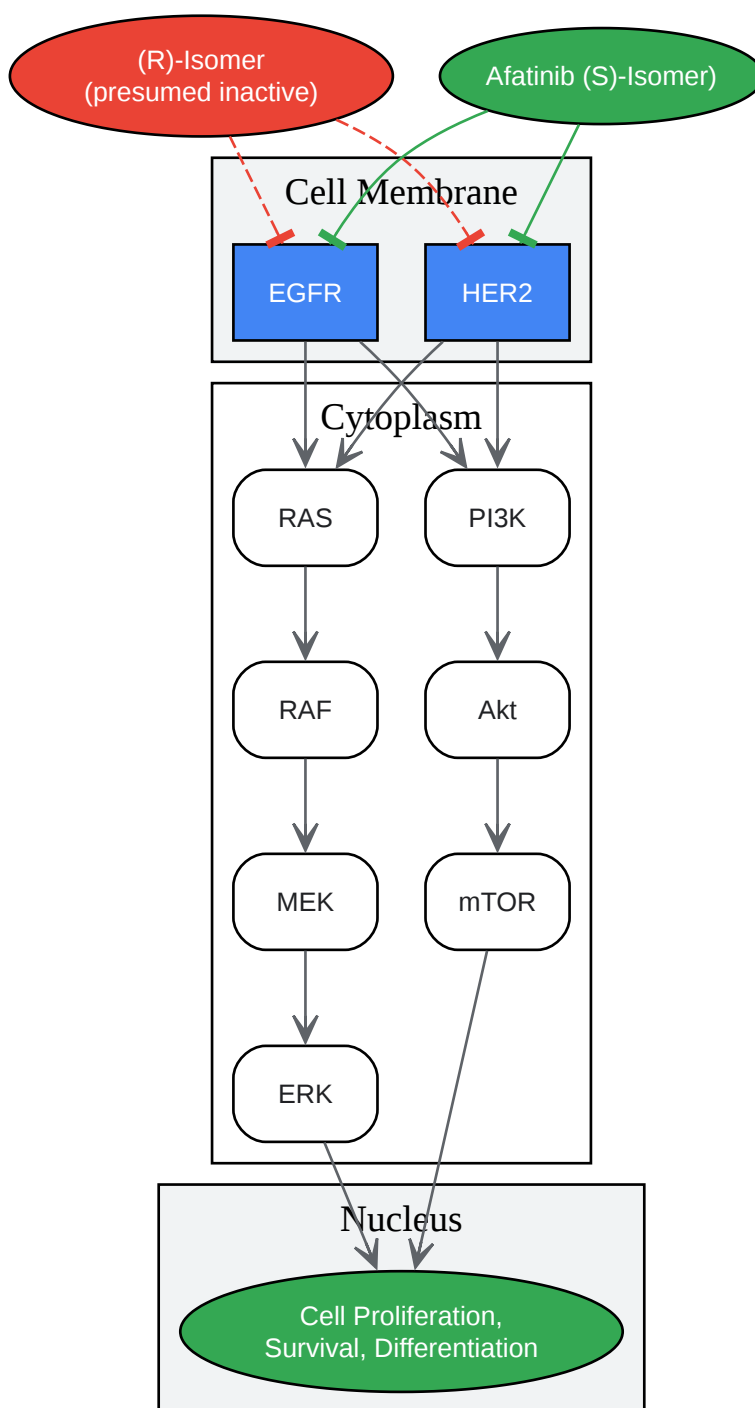 (R)-Isomer
(presumed inactive)
Afatinib (S)-Isomer)
Cell Membrane
EGFR
HER2
Cytoplasm
RAS
PI3K
RAF
Akt
MEK
mTOR
ERK
Nucleus
Cell Proliferation,
Survival, Differentiation